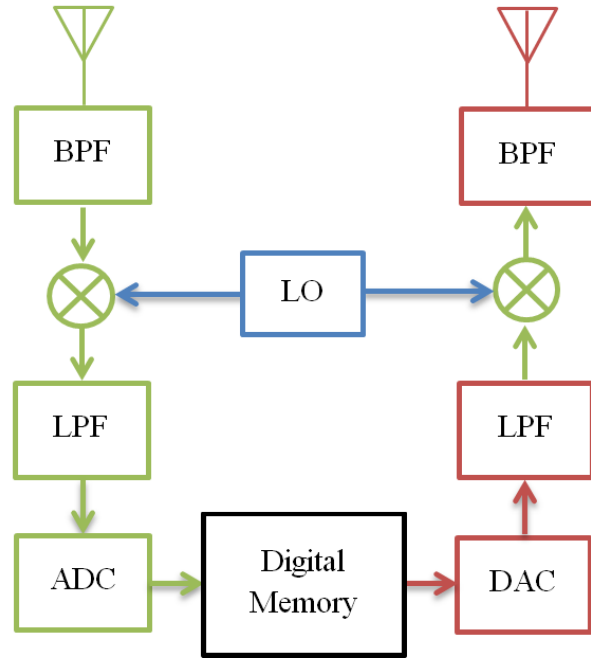 BPF
BPF
LO
LPF
LPF
ADC
Digital
Memory
DAC